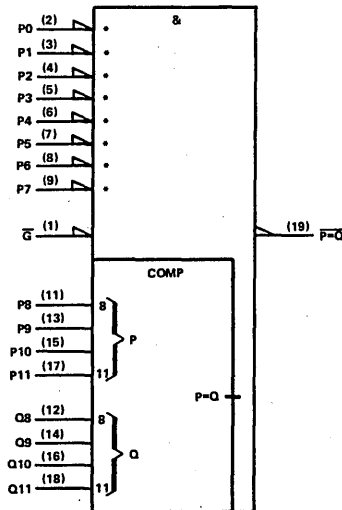 &
P0 (2) *
P1 (3) *
P2 (4) *
P3 (5) *
P4 (6) *
P5 (7) *
P6 (8) *
P7 (9) *
G̅ (1)
(19) P=Q̅
COMP
P8 (11) 8
P9 (13)
P
P10 (15)
P11 (17) 11
P=Q
Q8 (12) 8
Q9 (14)
Q
Q10 (16)
Q11 (18) 11